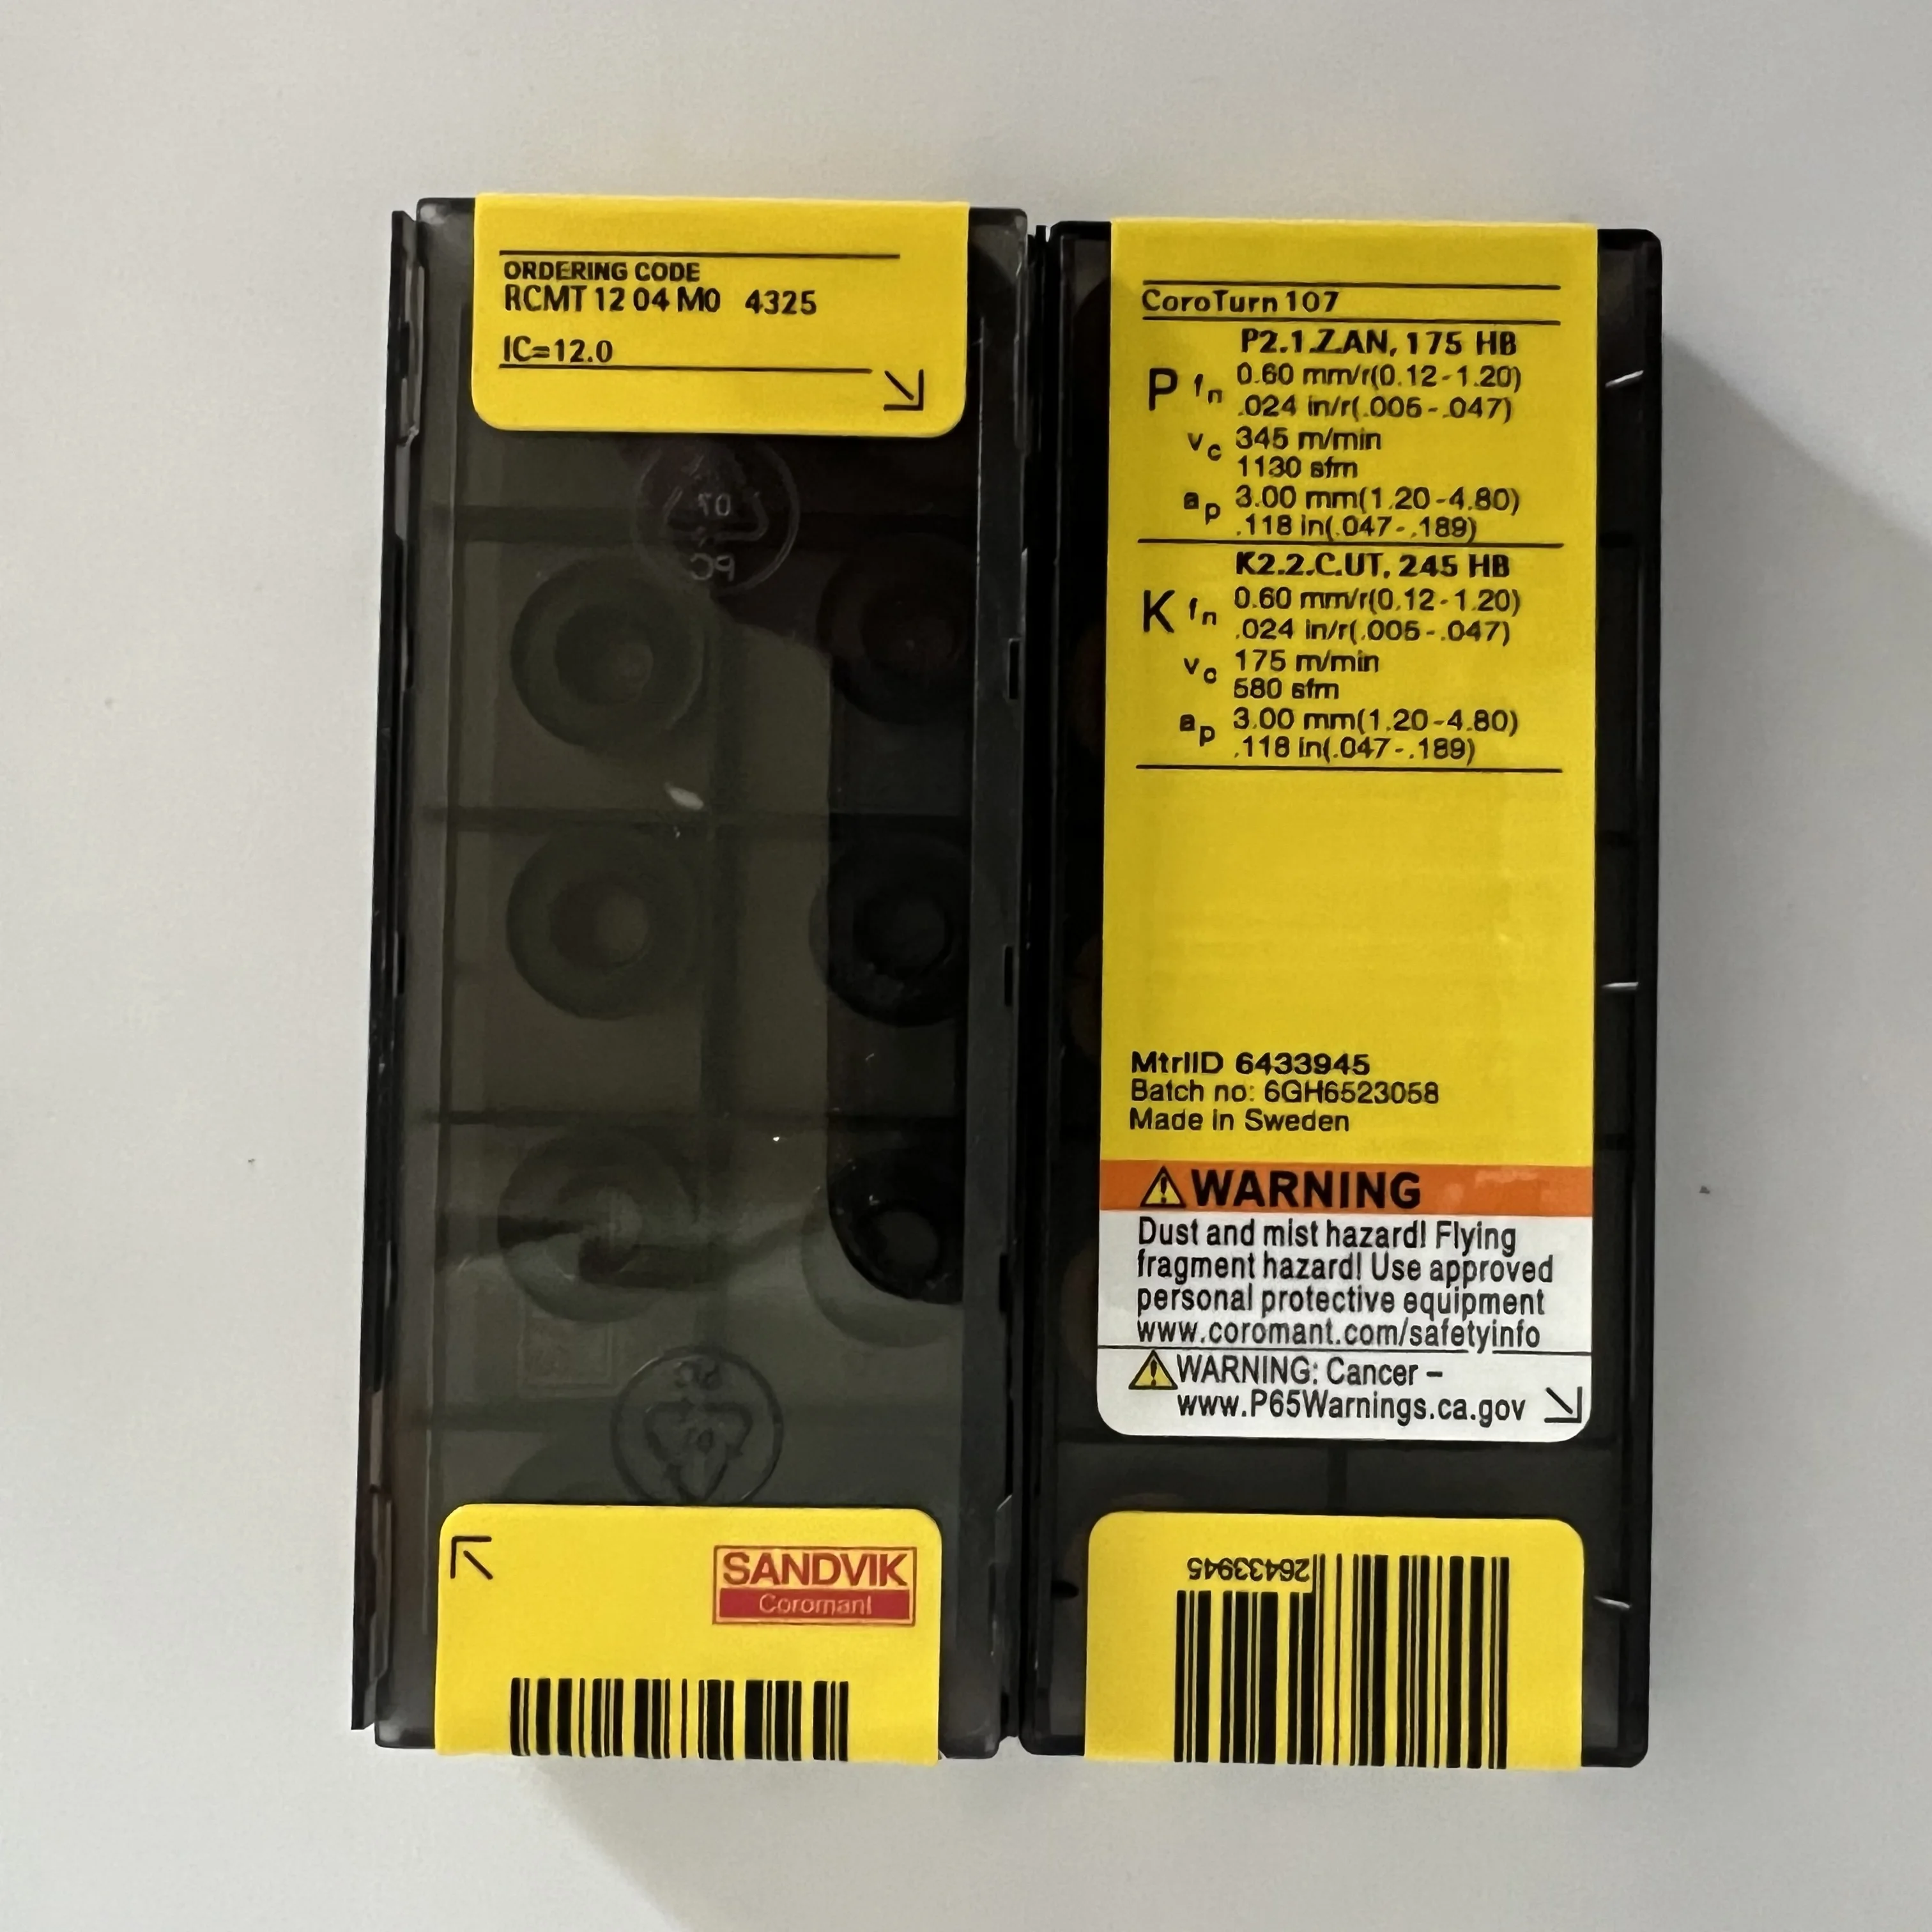 ORDERING CODE
RCMT 12 04 M0 4325
IC=12.0
07
PC
PC
07
SANDVIK
Coromant
CoroTurn 107
P2.1.Z.AN, 175 HB
P fn 0.60 mm/r(0.12-1.20)
.024 in/r(.005-.047)
vc 345 m/min
1130 sfm
ap 3.00 mm(1.20-4.80)
.118 in(.047-.189)
K2.2.C.UT, 245 HB
K fn 0.60 mm/r(0.12-1.20)
.024 in/r(.005-.047)
vc 175 m/min
580 sfm
ap 3.00 mm(1.20-4.80)
.118 in(.047-.189)
MtrlID 6433945
Batch no: 6GH6523058
Made in Sweden
WARNING
Dust and mist hazard! Flying
fragment hazard! Use approved
personal protective equipment
www.coromant.com/safetyinfo
WARNING: Cancer –
www.P65Warnings.ca.gov
26433945